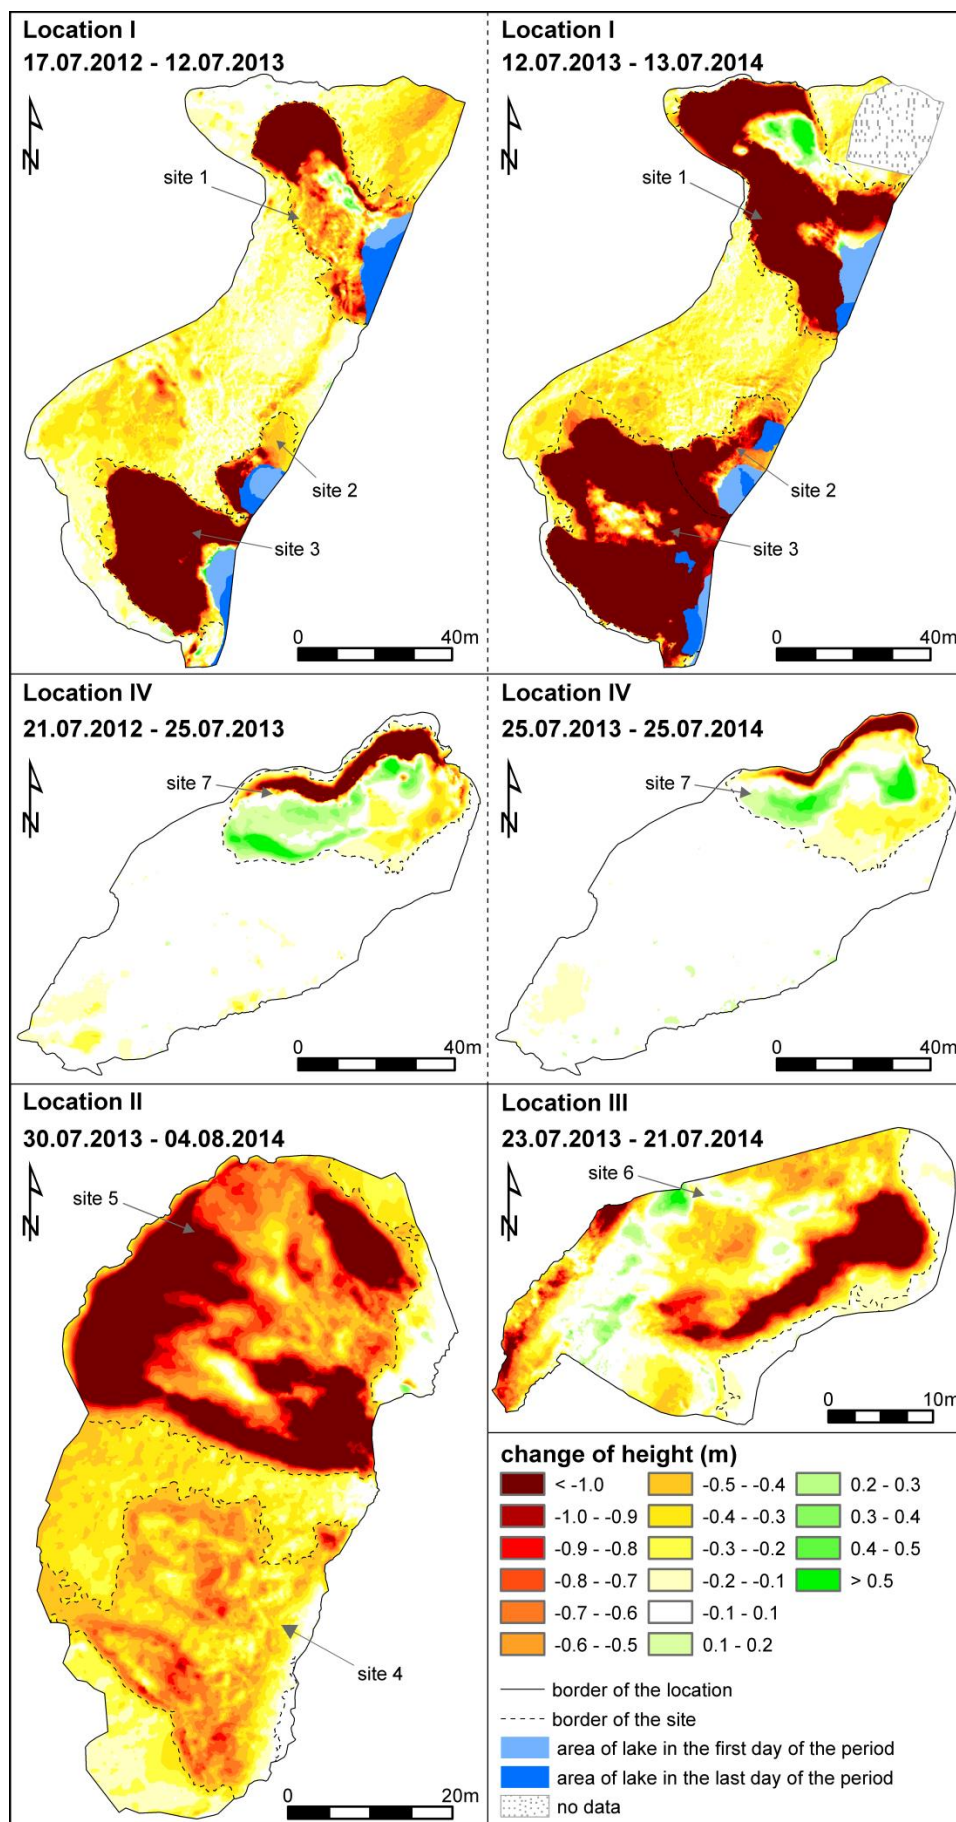 Location I
17.07.2012 - 12.07.2013
N
site 1
site 2
site 3
0 40m
Location I
12.07.2013 - 13.07.2014
N
site 1
site 2
site 3
0 40m
Location IV
21.07.2012 - 25.07.2013
N
site 7
0 40m
Location IV
25.07.2013 - 25.07.2014
N
site 7
0 40m
Location II
30.07.2013 - 04.08.2014
N
site 5
site 4
0 20m
Location III
23.07.2013 - 21.07.2014
N
site 6
0 10m
change of height (m)
< -1.0 -0.5 - -0.4 0.2 - 0.3
-1.0 - -0.9 -0.4 - -0.3 0.3 - 0.4
-0.9 - -0.8 -0.3 - -0.2 0.4 - 0.5
-0.8 - -0.7 -0.2 - -0.1 > 0.5
-0.7 - -0.6 -0.1 - 0.1
-0.6 - -0.5 0.1 - 0.2
border of the location
border of the site
area of lake in the first day of the period
area of lake in the last day of the period
no data